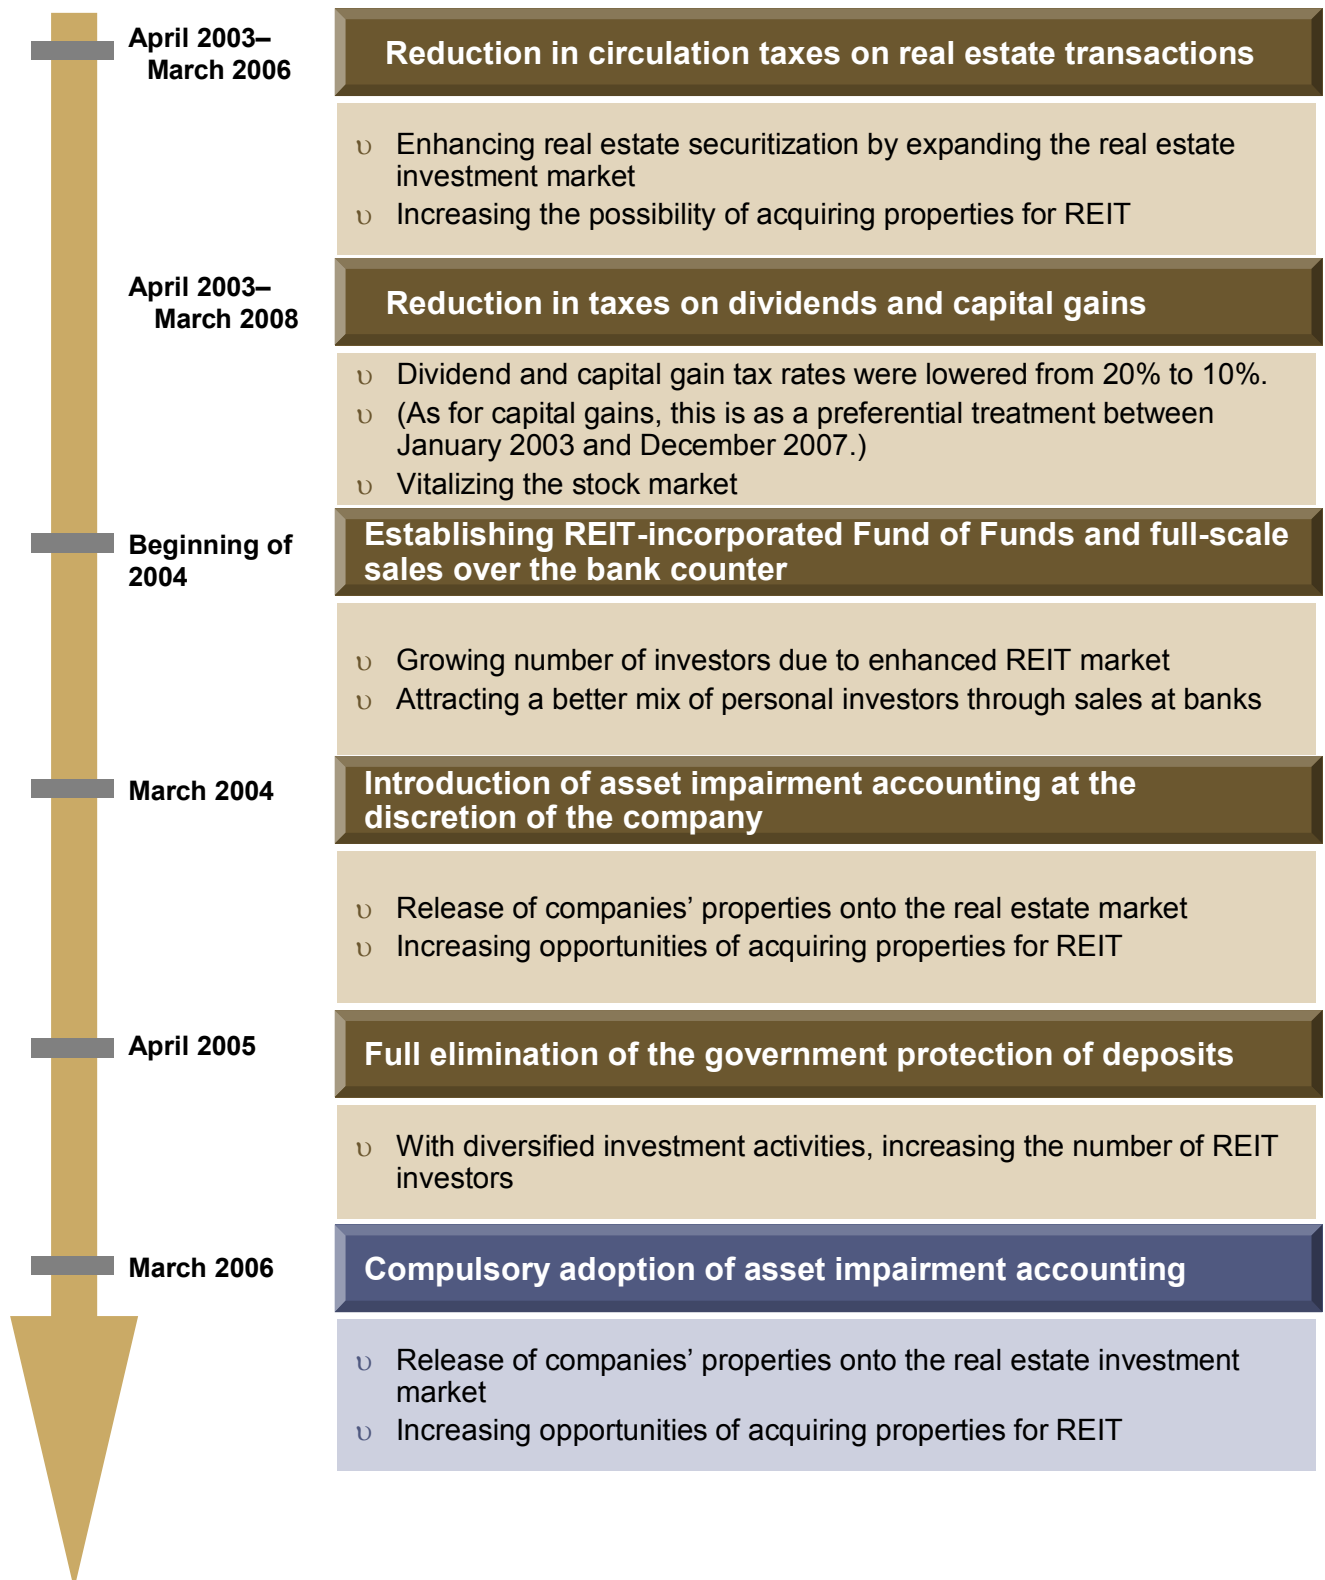 April 2003–
March 2006
Reduction in circulation taxes on real estate transactions
υ Enhancing real estate securitization by expanding the real estate
investment market
υ Increasing the possibility of acquiring properties for REIT
April 2003–
March 2008
Reduction in taxes on dividends and capital gains
υ Dividend and capital gain tax rates were lowered from 20% to 10%.
υ (As for capital gains, this is as a preferential treatment between
January 2003 and December 2007.)
υ Vitalizing the stock market
Beginning of
2004
Establishing REIT-incorporated Fund of Funds and full-scale
sales over the bank counter
υ Growing number of investors due to enhanced REIT market
υ Attracting a better mix of personal investors through sales at banks
March 2004
Introduction of asset impairment accounting at the
discretion of the company
υ Release of companies’ properties onto the real estate market
υ Increasing opportunities of acquiring properties for REIT
April 2005
Full elimination of the government protection of deposits
υ With diversified investment activities, increasing the number of REIT
investors
March 2006
Compulsory adoption of asset impairment accounting
υ Release of companies’ properties onto the real estate investment
market
υ Increasing opportunities of acquiring properties for REIT